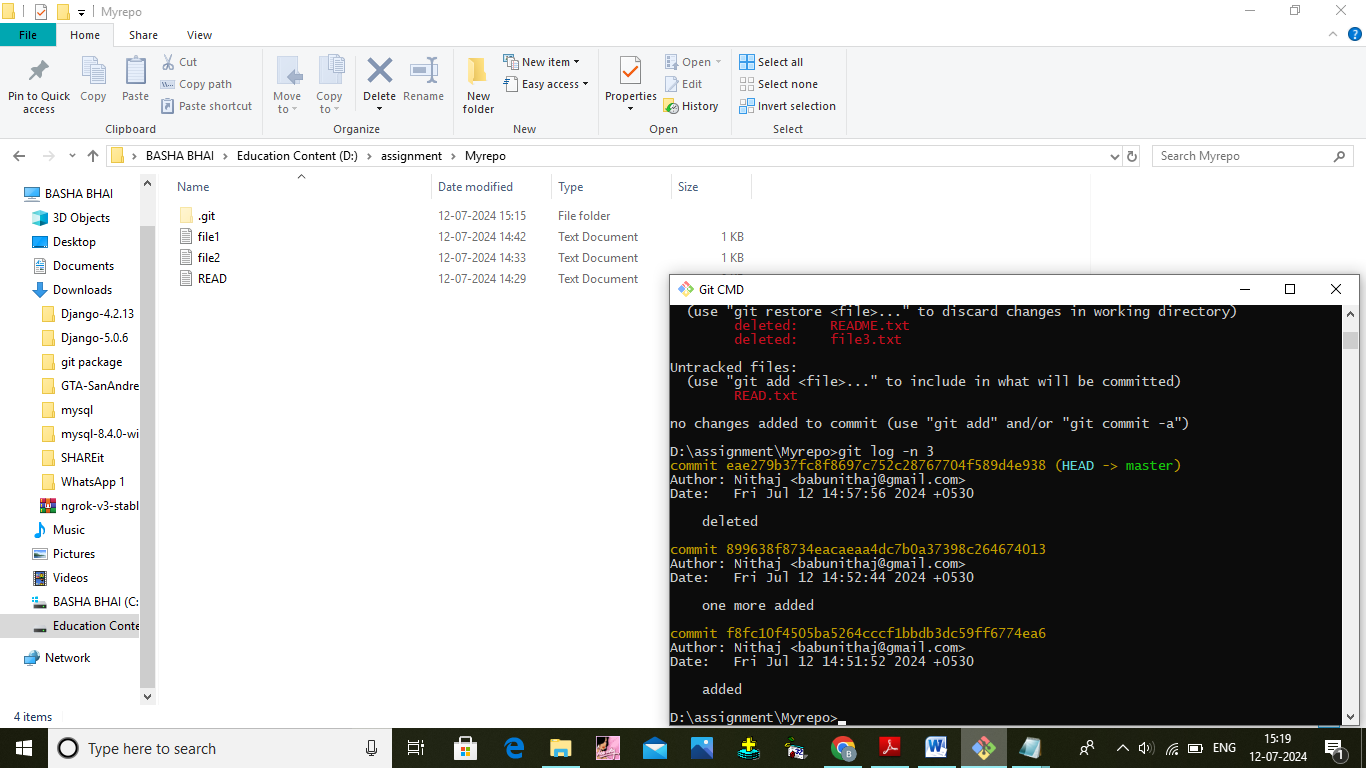 Myrepo
File Home Share View
Pin to Quick access
Copy
Paste
Cut
Copy path
Paste shortcut
Clipboard
Move to
Copy to
Delete
Rename
Organize
New folder
New item
Easy access
New
Properties
Open
Edit
History
Open
Select all
Select none
Invert selection
Select
BASHA BHAI > Education Content (D:) > assignment > Myrepo
Search Myrepo
BASHA BHAI
3D Objects
Desktop
Documents
Downloads
Django-4.2.13
Django-5.0.6
git package
GTA-SanAndre
mysql
mysql-8.4.0-wi
SHAREit
WhatsApp 1
ngrok-v3-stabl
Music
Pictures
Videos
BASHA BHAI (C:
Education Conte
Network
Name Date modified Type Size
.git 12-07-2024 15:15 File folder
file1 12-07-2024 14:42 Text Document 1 KB
file2 12-07-2024 14:33 Text Document 1 KB
READ 12-07-2024 14:29 Text Document
4 items
Git CMD
(use "git restore <file>..." to discard changes in working directory)
deleted: README.txt
deleted: file3.txt
Untracked files:
(use "git add <file>..." to include in what will be committed)
READ.txt
no changes added to commit (use "git add" and/or "git commit -a")
D:\assignment\Myrepo>git log -n 3
commit eae279b37fc8f8697c752c28767704f589d4e938 (HEAD -> master)
Author: Nithaj <babunithaj@gmail.com>
Date: Fri Jul 12 14:57:56 2024 +0530
deleted
commit 899638f8734eacaeaa4dc7b0a37398c264674013
Author: Nithaj <babunithaj@gmail.com>
Date: Fri Jul 12 14:52:44 2024 +0530
one more added
commit f8fc10f4505ba5264cccf1bbdb3dc59ff6774ea6
Author: Nithaj <babunithaj@gmail.com>
Date: Fri Jul 12 14:51:52 2024 +0530
added
D:\assignment\Myrepo>
Type here to search
ENG
15:19
12-07-2024
1